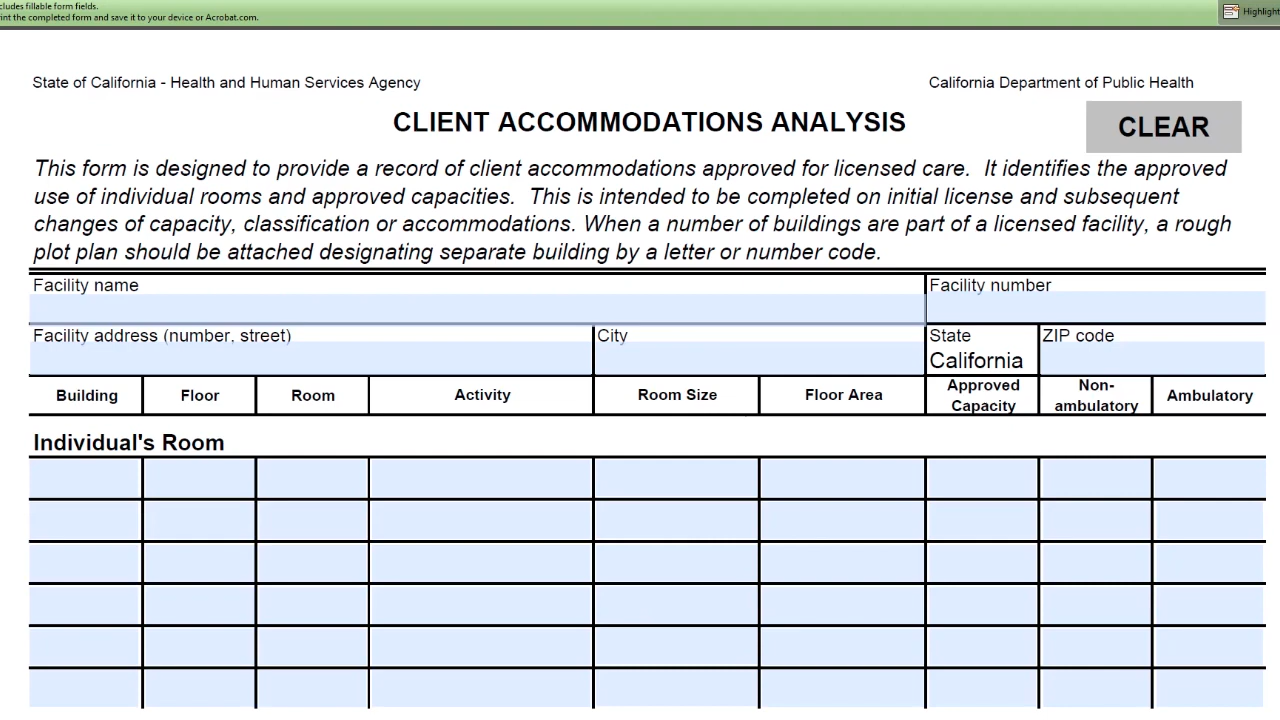 cludes fillable form fields.
rint the completed form and save it to your device or Acrobat.com.
Highlight
State of California - Health and Human Services Agency
California Department of Public Health
CLIENT ACCOMMODATIONS ANALYSIS
CLEAR
This form is designed to provide a record of client accommodations approved for licensed care.  It identifies the approved
use of individual rooms and approved capacities.  This is intended to be completed on initial license and subsequent
changes of capacity, classification or accommodations. When a number of buildings are part of a licensed facility, a rough
plot plan should be attached designating separate building by a letter or number code.
Facility name
Facility number
Facility address (number, street)
City
State
ZIP code
California
Building
Floor
Room
Activity
Room Size
Floor Area
Approved
Capacity
Non-
ambulatory
Ambulatory
Individual's Room